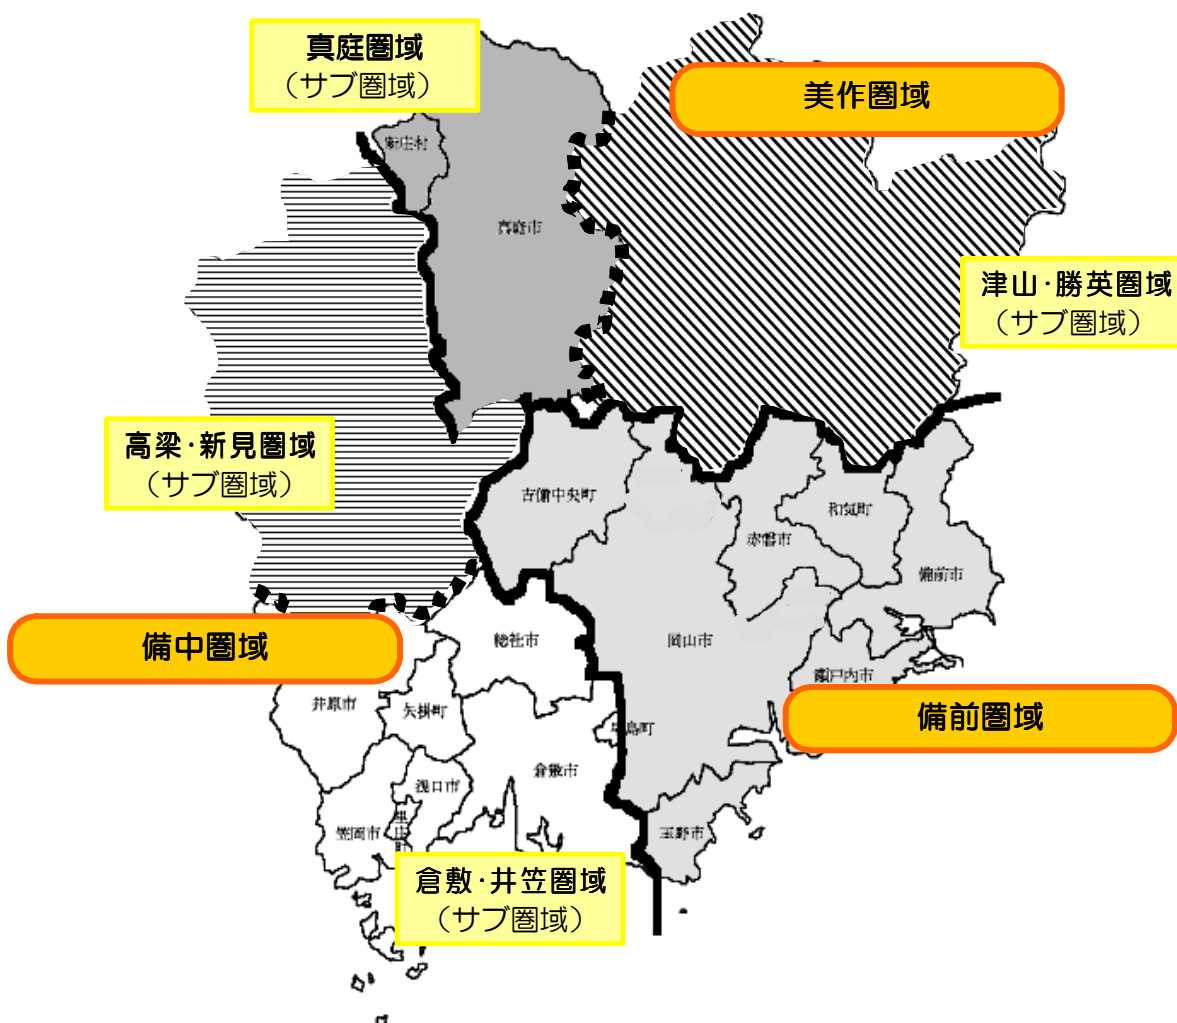 真庭圏域
（サブ圏域）
美作圏域
新庄村
真庭市
津山・勝英圏域
（サブ圏域）
高梁・新見圏域
（サブ圏域）
吉備中央町
和気町
赤磐市
備前市
備中圏域
総社市
岡山市
瀬戸内市
井原市
矢掛町
備前圏域
島町
倉敷市
浅口市
笠岡市
里庄町
玉野市
倉敷・井笠圏域
（サブ圏域）